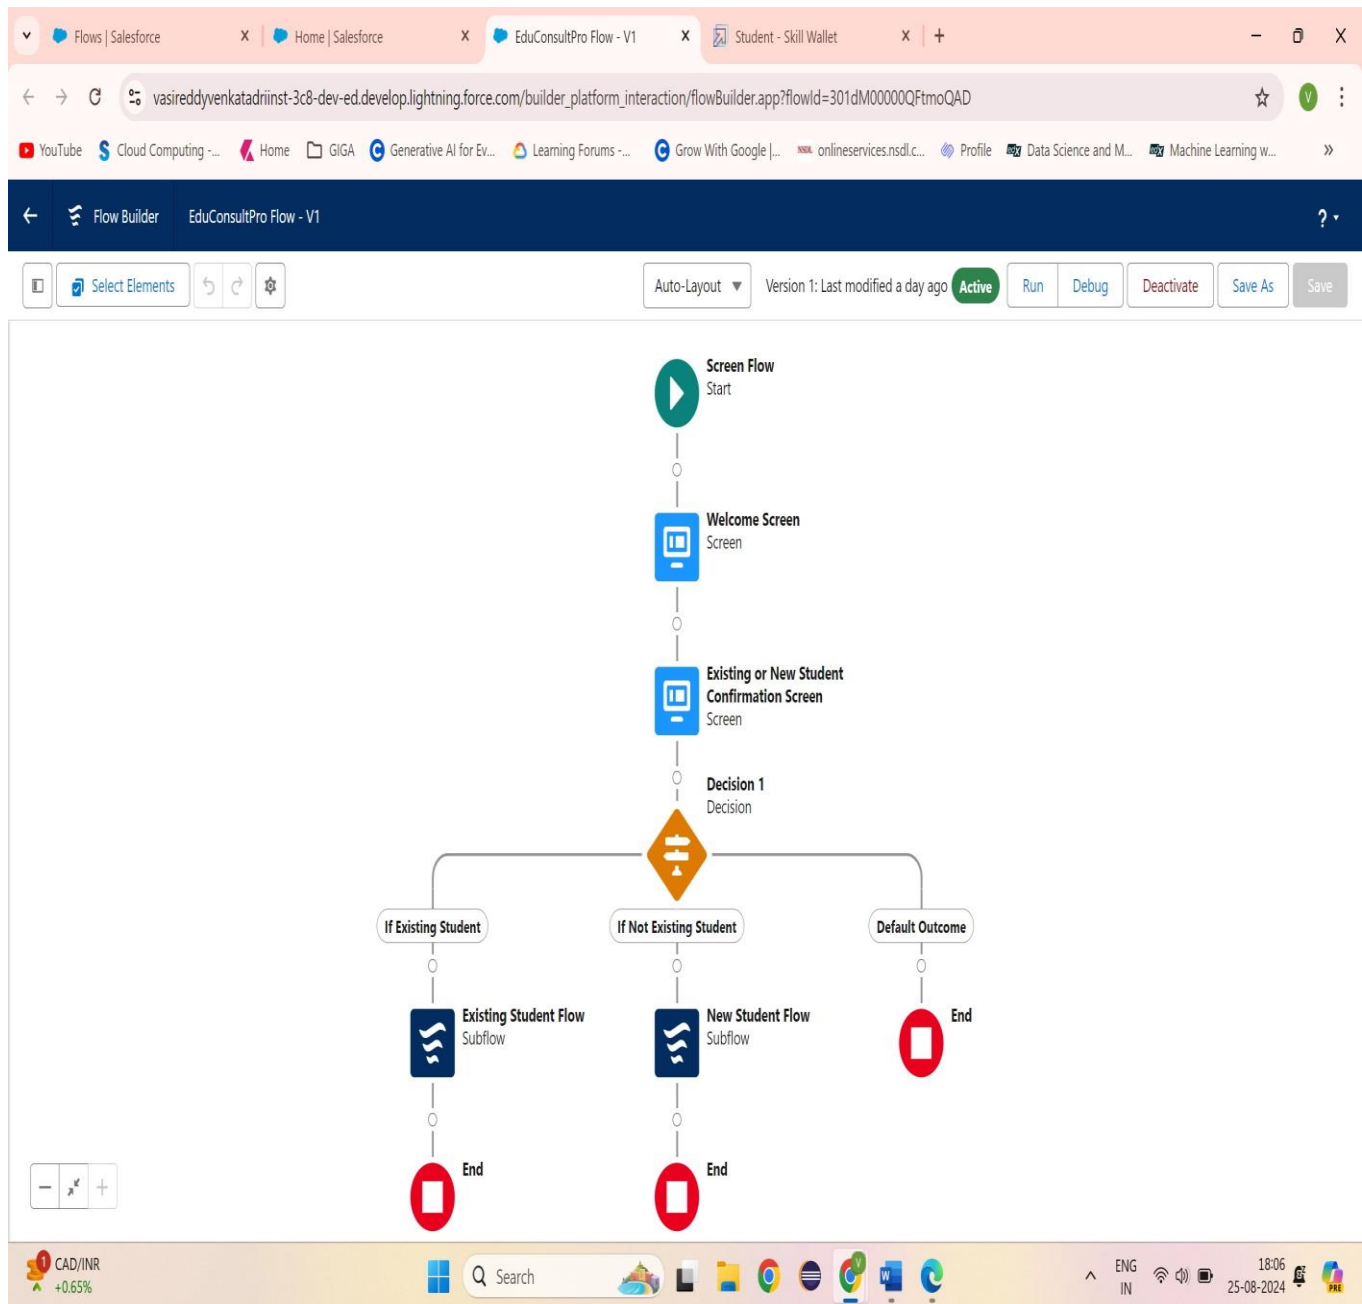 Flows | Salesforce
Home | Salesforce
EduConsultPro Flow - V1
Student - Skill Wallet
vasireddyvenkatadriinst-3c8-dev-ed.develop.lightning.force.com/builder_platform_interaction/flowBuilder.app?flowId=301dM00000QFtmoQAD
V
YouTube
Cloud Computing -...
Home
GIGA
Generative AI for Ev...
Learning Forums -...
Grow With Google |...
onlineservices.nsdl.c...
Profile
Data Science and M...
Machine Learning w...
Flow Builder
EduConsultPro Flow - V1
?
Select Elements
Auto-Layout
Version 1: Last modified a day ago
Active
Run
Debug
Deactivate
Save As
Save
Screen Flow
Start
Welcome Screen
Screen
Existing or New Student
Confirmation Screen
Screen
Decision 1
Decision
If Existing Student
If Not Existing Student
Default Outcome
Existing Student Flow
Subflow
New Student Flow
Subflow
End
End
End
1
CAD/INR
+0.65%
Search
ENG
IN
18:06
25-08-2024
PRE